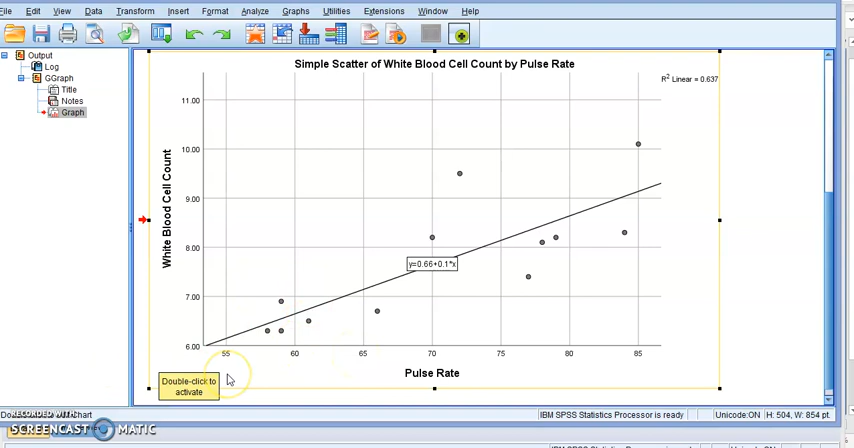 File Edit View Data Transform Insert Format Analyze Graphs Utilities Extensions Window Help
Output
Log
GGraph
Title
Notes
Graph
Simple Scatter of White Blood Cell Count by Pulse Rate
R2 Linear = 0.637
11.00
10.00
9.00
8.00
7.00
6.00
White Blood Cell Count
y=0.66+0.1*x
55 60 65 70 75 80 85
Pulse Rate
Double-click to
activate
RECORDED WITH
SCREENCAST MATIC
Chart
IBM SPSS Statistics Processor is ready Unicode:ON H: 504, W: 854 pt.